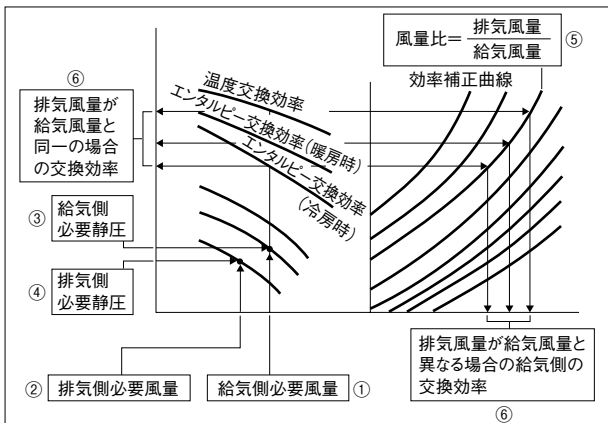 風量比＝排気風量/給気風量 ⑤
効率補正曲線
⑥
排気風量が
給気風量と
同一の場合
の交換効率
温度交換効率
エンタルピー交換効率(暖房時)
エンタルピー交換効率
(冷房時)
③ 給気側
必要静圧
④ 排気側
必要静圧
② 排気側必要風量
給気側必要風量 ①
排気風量が給気風量と
異なる場合の給気側の
交換効率
⑥